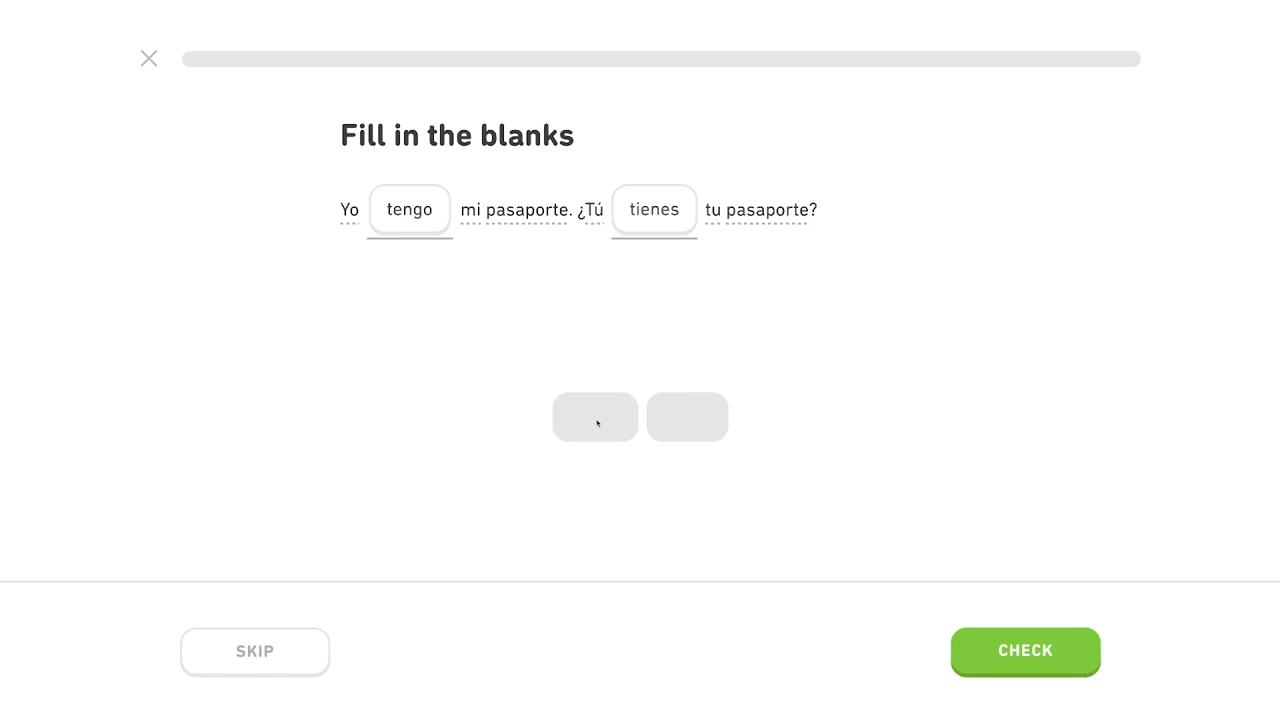 Fill in the blanks
Yo tengo mi pasaporte. ¿Tú tienes tu pasaporte?
SKIP
CHECK